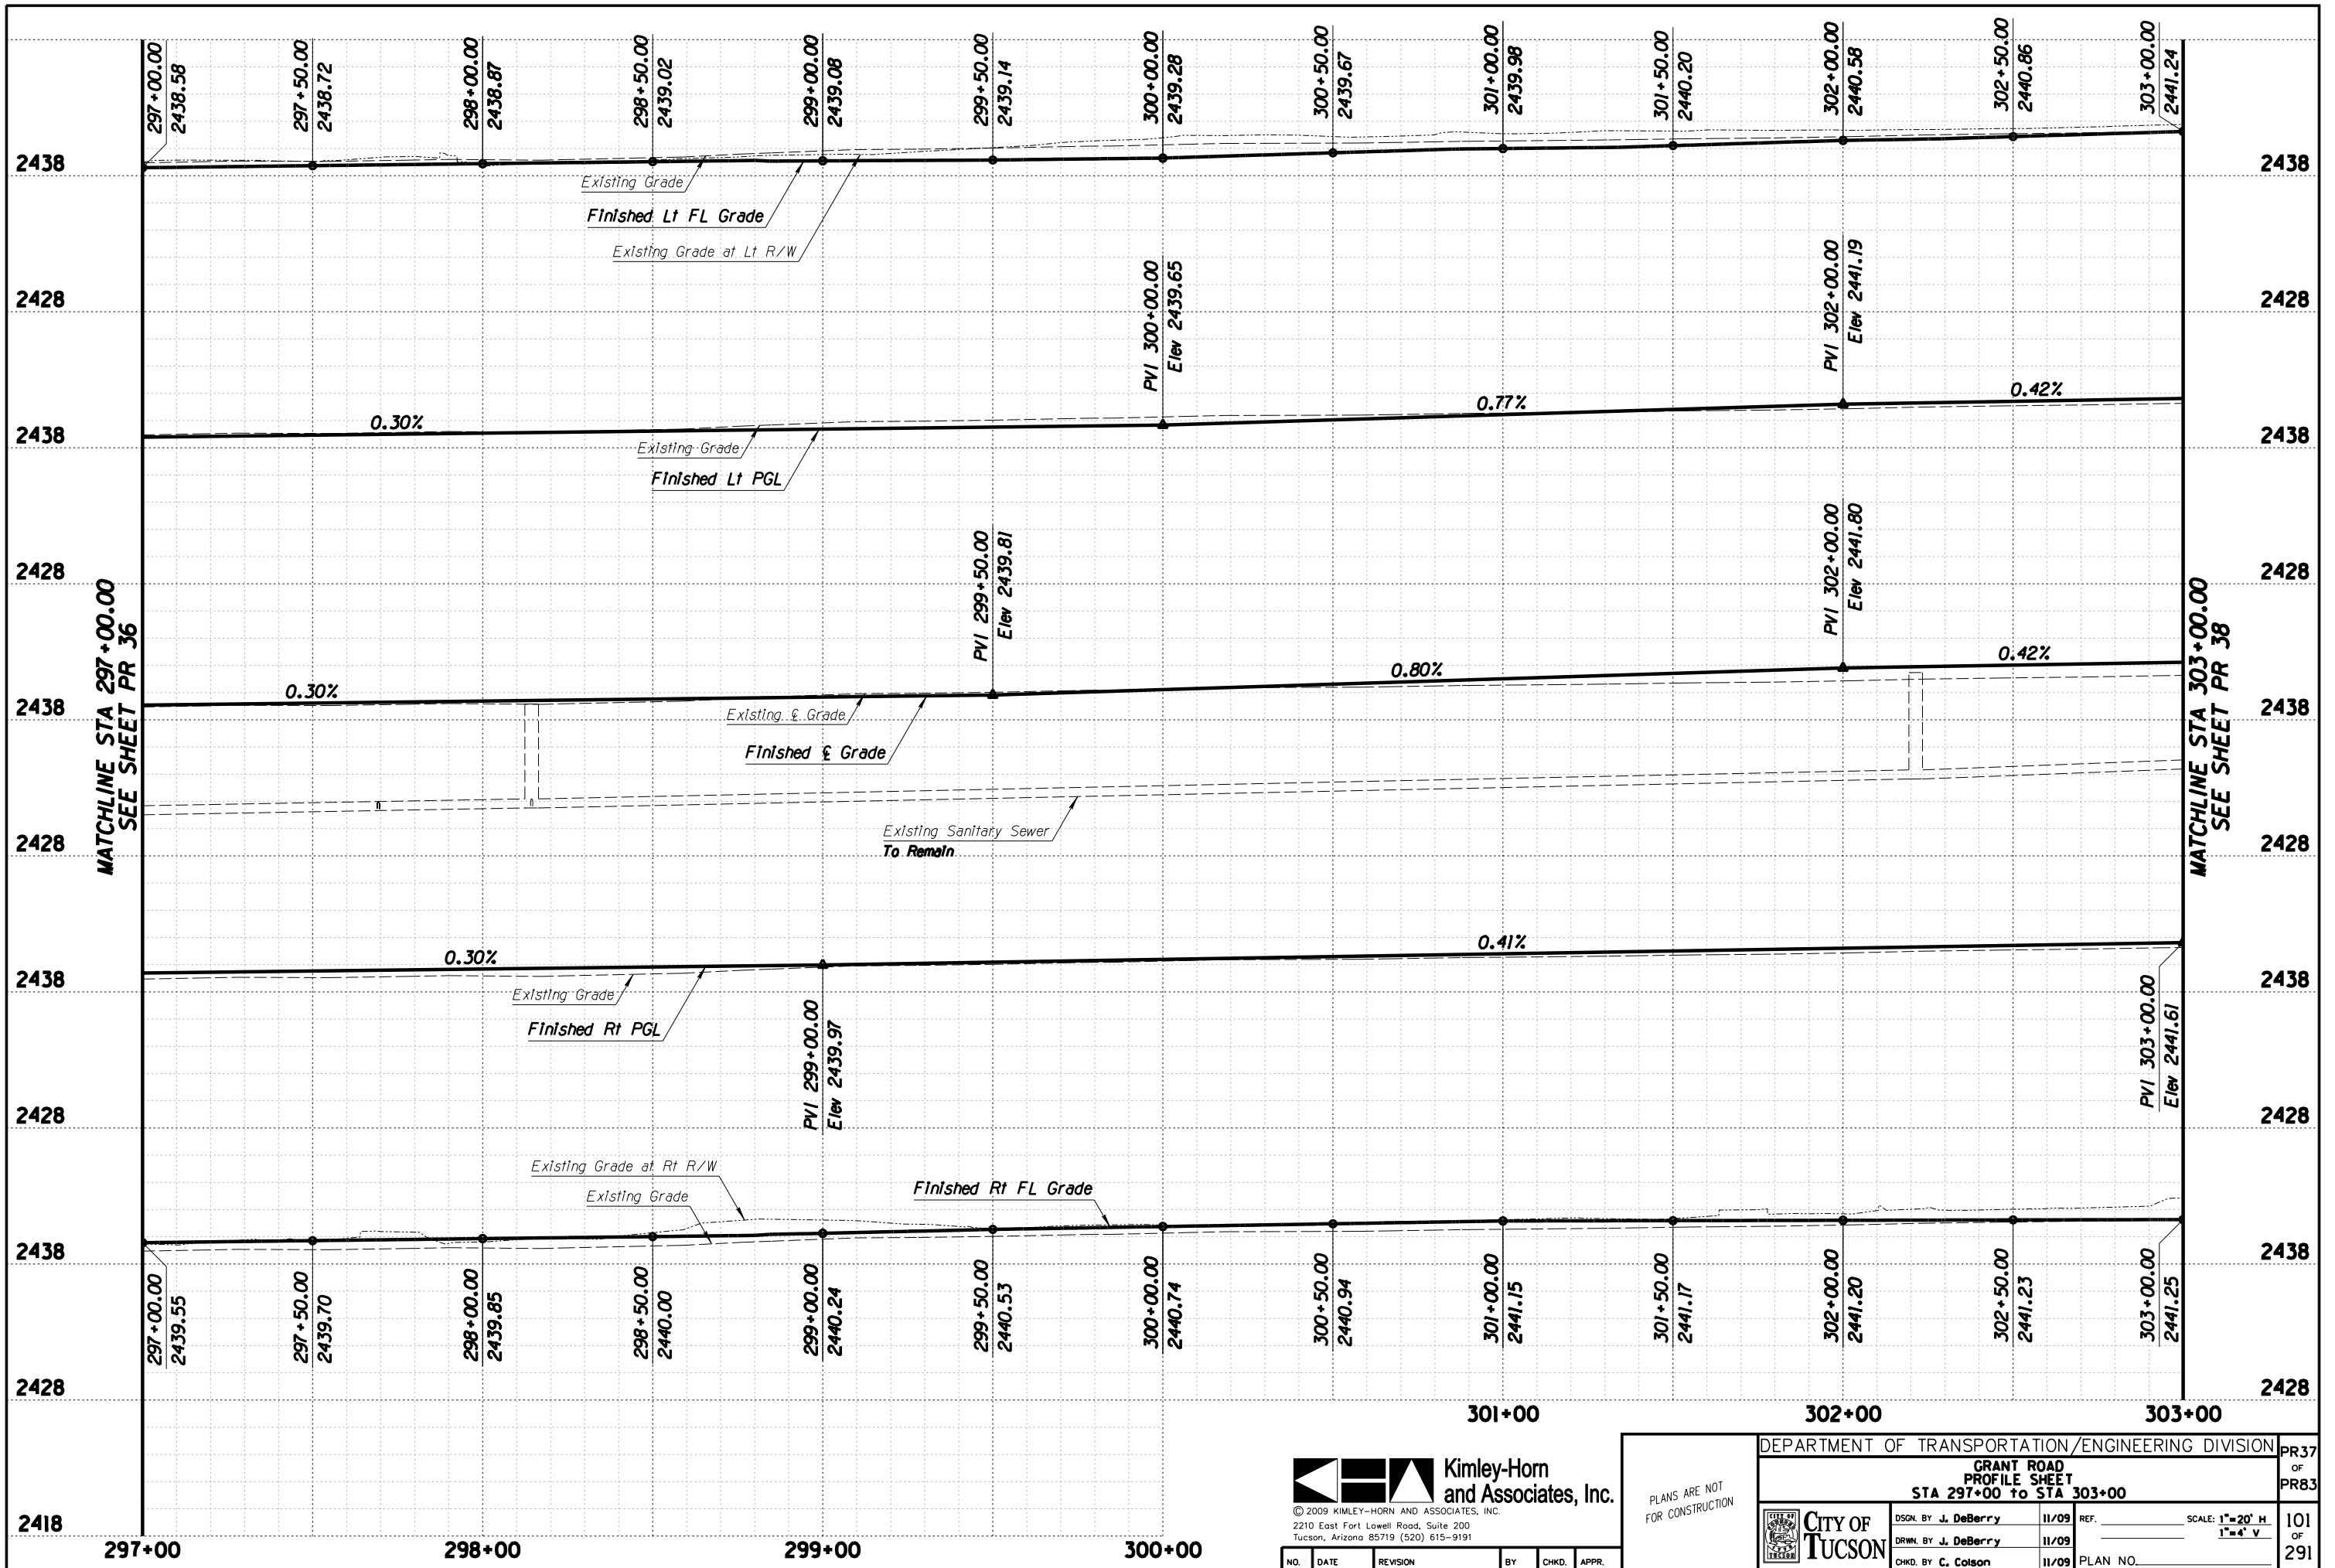 297+00.00
2438.58
297+50.00
2438.72
298+00.00
2438.87
298+50.00
2439.02
299+00.00
2439.08
299+50.00
2439.14
300+00.00
2439.28
300+50.00
2439.67
301+00.00
2439.98
301+50.00
2440.20
302+00.00
2440.58
302+50.00
2440.86
303+00.00
2441.24
2438
2438
Existing Grade
Finished Lt FL Grade
Existing Grade at Lt R/W
2428
2428
PVI 300+00.00
Elev 2439.65
PVI 302+00.00
Elev 2441.19
0.30%
0.77%
0.42%
2438
2438
Existing Grade
Finished Lt PGL
2428
2428
PVI 299+50.00
Elev 2439.81
PVI 302+00.00
Elev 2441.80
MATCHLINE STA 297+00.00
SEE SHEET PR 36
MATCHLINE STA 303+00.00
SEE SHEET PR 38
0.30%
0.80%
0.42%
2438
2438
Existing ℄ Grade
Finished ℄ Grade
Existing Sanitary Sewer
To Remain
2428
2428
0.30%
0.41%
2438
2438
Existing Grade
Finished Rt PGL
PVI 299+00.00
Elev 2439.97
PVI 303+00.00
Elev 2441.61
2428
2428
Existing Grade at Rt R/W
Existing Grade
Finished Rt FL Grade
2438
2438
297+00.00
2439.55
297+50.00
2439.70
298+00.00
2439.85
298+50.00
2440.00
299+00.00
2440.24
299+50.00
2440.53
300+00.00
2440.74
300+50.00
2440.94
301+00.00
2441.15
301+50.00
2441.17
302+00.00
2441.20
302+50.00
2441.23
303+00.00
2441.25
2428
2428
301+00
302+00
303+00
2418
297+00
298+00
299+00
300+00
Kimley-Horn
and Associates, Inc.
© 2009 KIMLEY-HORN AND ASSOCIATES, INC.
2210 East Fort Lowell Road, Suite 200
Tucson, Arizona 85719 (520) 615-9191
NO. DATE REVISION BY CHKD. APPR.
PLANS ARE NOT
FOR CONSTRUCTION
DEPARTMENT OF TRANSPORTATION/ENGINEERING DIVISION
GRANT ROAD
PROFILE SHEET
STA 297+00 to STA 303+00
PR37
OF
PR83
CITY OF
TUCSON
DSGN. BY J. DeBerry 11/09
DRWN. BY J. DeBerry 11/09
CHKD. BY C. Colson 11/09
REF.
SCALE: 1"=20' H
1"=4' V
PLAN NO.
101
OF
291